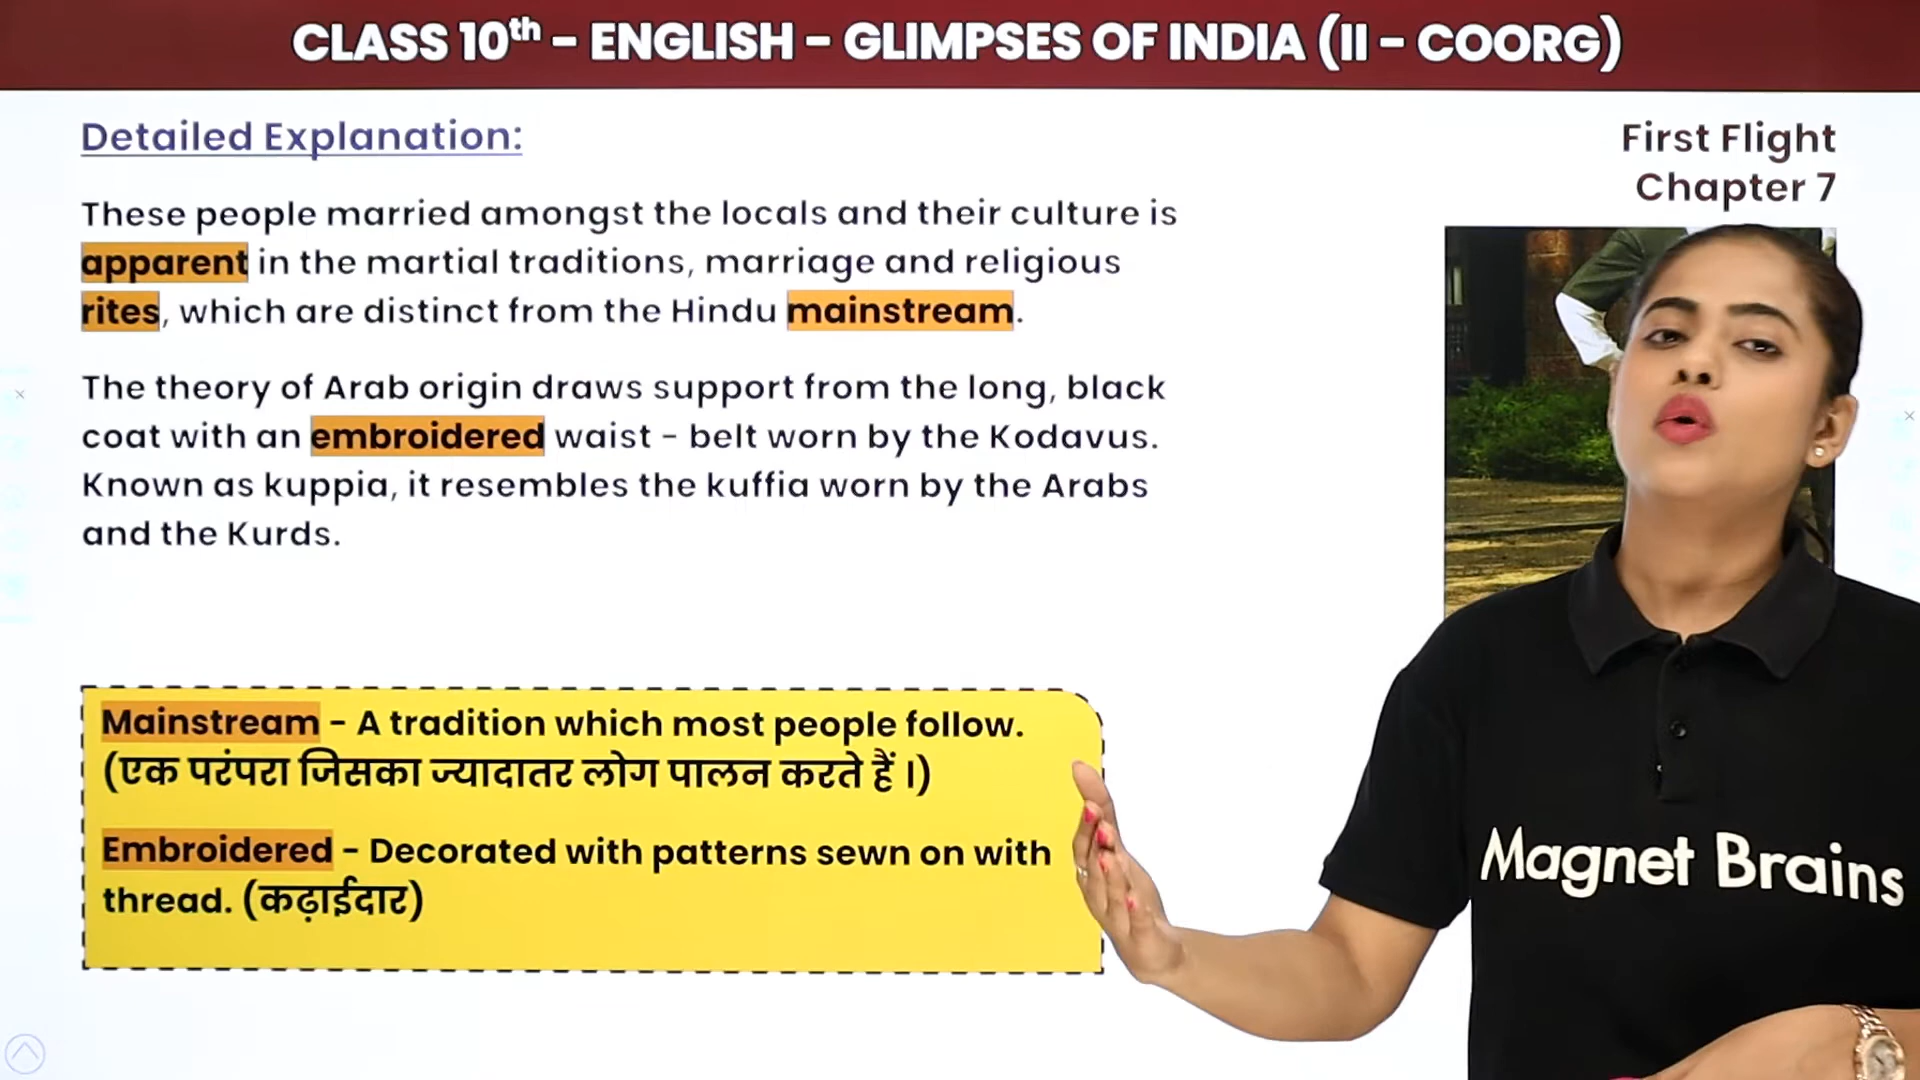 CLASS 10th – ENGLISH – GLIMPSES OF INDIA (II – COORG)
Detailed Explanation:
First Flight
Chapter 7
These people married amongst the locals and their culture is
apparent in the martial traditions, marriage and religious
rites, which are distinct from the Hindu mainstream.
The theory of Arab origin draws support from the long, black
coat with an embroidered waist – belt worn by the Kodavus.
Known as kuppia, it resembles the kuffia worn by the Arabs
and the Kurds.
Mainstream – A tradition which most people follow.
(एक परंपरा जिसका ज्यादातर लोग पालन करते हैं ।)
Embroidered – Decorated with patterns sewn on with
thread. (कढ़ाईदार)
Magnet Brains